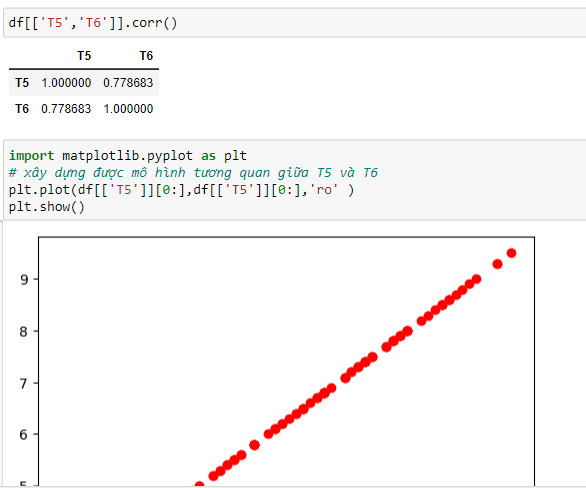 df[['T5','T6']].corr()
T5 T6
T5 1.000000 0.778683
T6 0.778683 1.000000
import matplotlib.pyplot as plt
# xây dựng được mô hình tương quan giữa T5 và T6
plt.plot(df[['T5']][0:],df[['T5']][0:],'ro' )
plt.show()
9
8
7
6
5